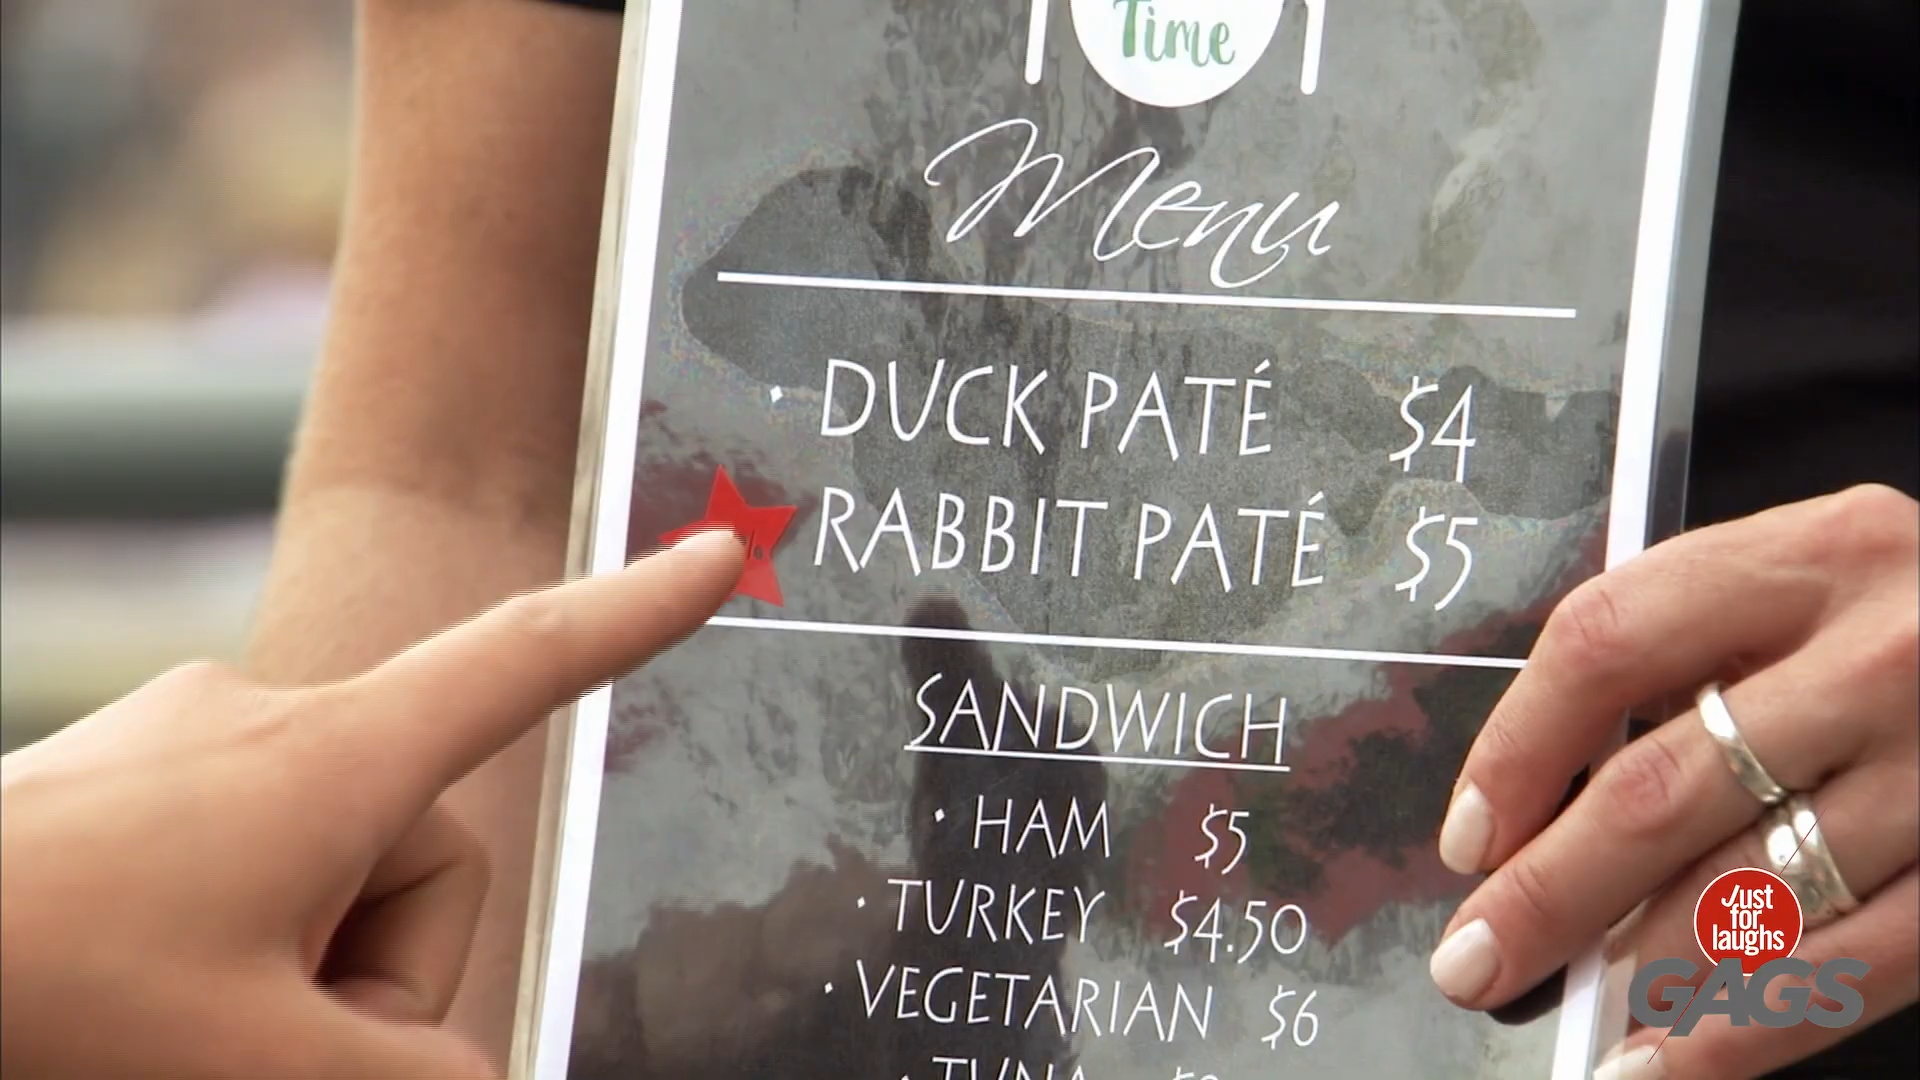 Time
Menu
· DUCK PATÉ $4
RABBIT PATÉ $5
SANDWICH
· HAM $5
· TURKEY $4.50
· VEGETARIAN $6
· TUNA
Just
for
laughs
GAGS